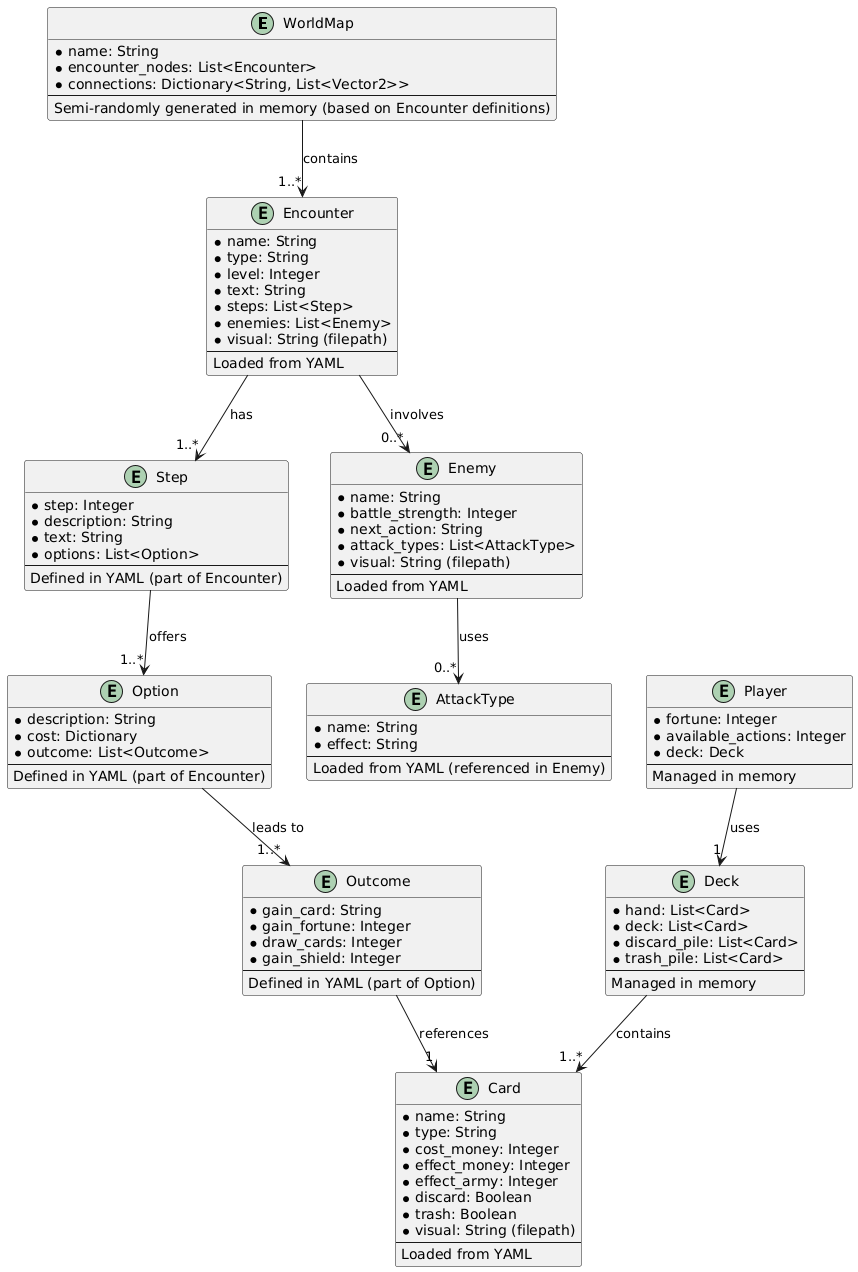 E WorldMap
name: String
encounter_nodes: List<Encounter>
connections: Dictionary<String, List<Vector2>>
Semi-randomly generated in memory (based on Encounter definitions)
contains
1..*
E Encounter
name: String
type: String
level: Integer
text: String
steps: List<Step>
enemies: List<Enemy>
visual: String (filepath)
Loaded from YAML
has
1..*
involves
0..*
E Step
step: Integer
description: String
text: String
options: List<Option>
Defined in YAML (part of Encounter)
E Enemy
name: String
battle_strength: Integer
next_action: String
attack_types: List<AttackType>
visual: String (filepath)
Loaded from YAML
offers
1..*
uses
0..*
E Option
description: String
cost: Dictionary
outcome: List<Outcome>
Defined in YAML (part of Encounter)
E AttackType
name: String
effect: String
Loaded from YAML (referenced in Enemy)
E Player
fortune: Integer
available_actions: Integer
deck: Deck
Managed in memory
leads to
1..*
uses
1
E Outcome
gain_card: String
gain_fortune: Integer
draw_cards: Integer
gain_shield: Integer
Defined in YAML (part of Option)
E Deck
hand: List<Card>
deck: List<Card>
discard_pile: List<Card>
trash_pile: List<Card>
Managed in memory
references
1
contains
1..*
E Card
name: String
type: String
cost_money: Integer
effect_money: Integer
effect_army: Integer
discard: Boolean
trash: Boolean
visual: String (filepath)
Loaded from YAML